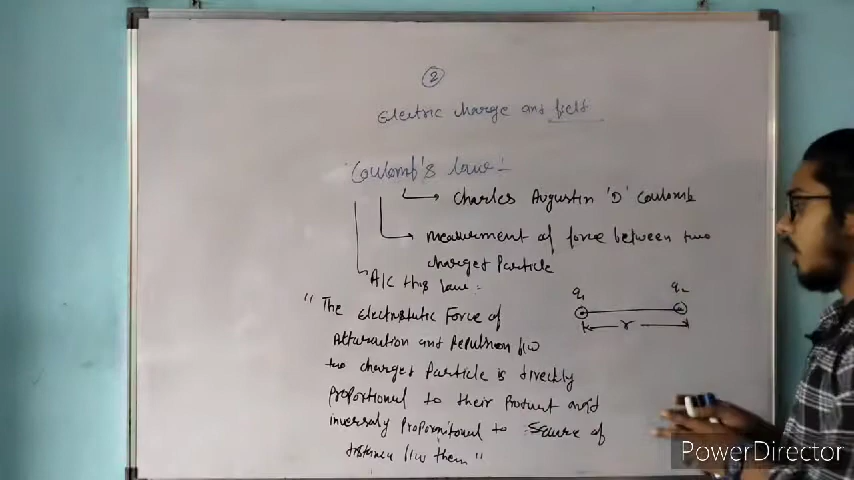 2
Electric charge and field
Coulomb's law :-
Charles Augustin 'D' Coulomb
measurment of force between two
charged Particle
A/C this law :
" The Electrostatic Force of
Attraction and Repulsion b/w
two charged Particle is directly
proportional to their Product and
inversaly Proportional to Square of
distance b/w them "
q₁ q₂
r
PowerDirector